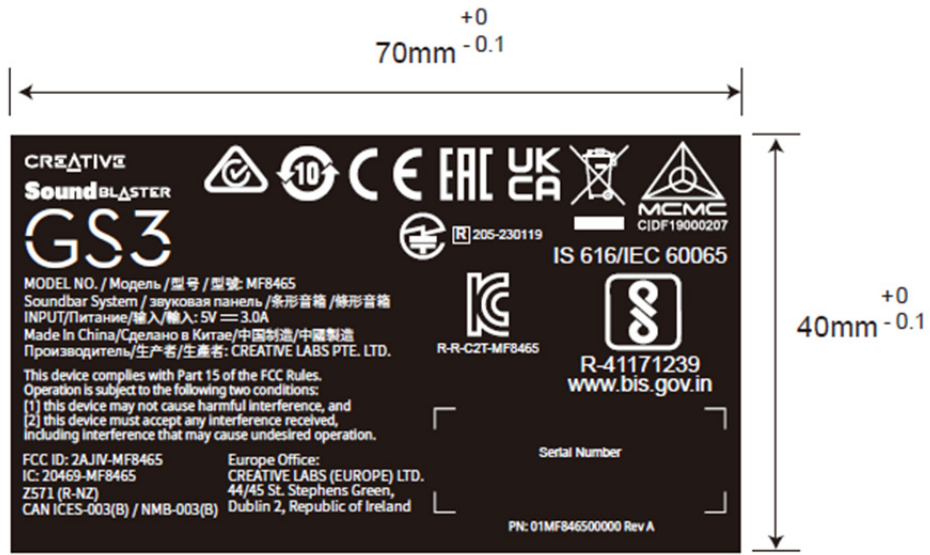 +0
70mm -0.1
CREATIVE
Sound BLASTER
GS3
10
CE
EAC
UK
CA
MCMC
CIDF19000207
R 205-230119
IS 616/IEC 60065
MODEL NO. / Модель /型号 / 型號: MF8465
Soundbar System / звуковая панель /条形音箱 /條形音箱
INPUT/Питание/输入/輸入: 5V ⎓ 3.0A
Made In China/Сделано в Китае/中国制造/中國製造
Производитель/生产者/生產者: CREATIVE LABS PTE. LTD.
R-R-C2T-MF8465
R-41171239
www.bis.gov.in
+0
40mm -0.1
This device complies with Part 15 of the FCC Rules.
Operation is subject to the following two conditions:
[1] this device may not cause harmful interference, and
[2] this device must accept any interference received,
including interference that may cause undesired operation.
FCC ID: 2AJIV-MF8465
IC: 20469-MF8465
Z571 (R-NZ)
CAN ICES-003(B) / NMB-003(B)
Europe Office:
CREATIVE LABS (EUROPE) LTD.
44/45 St. Stephens Green,
Dublin 2, Republic of Ireland
Serial Number
PN: 01MF846500000 Rev A